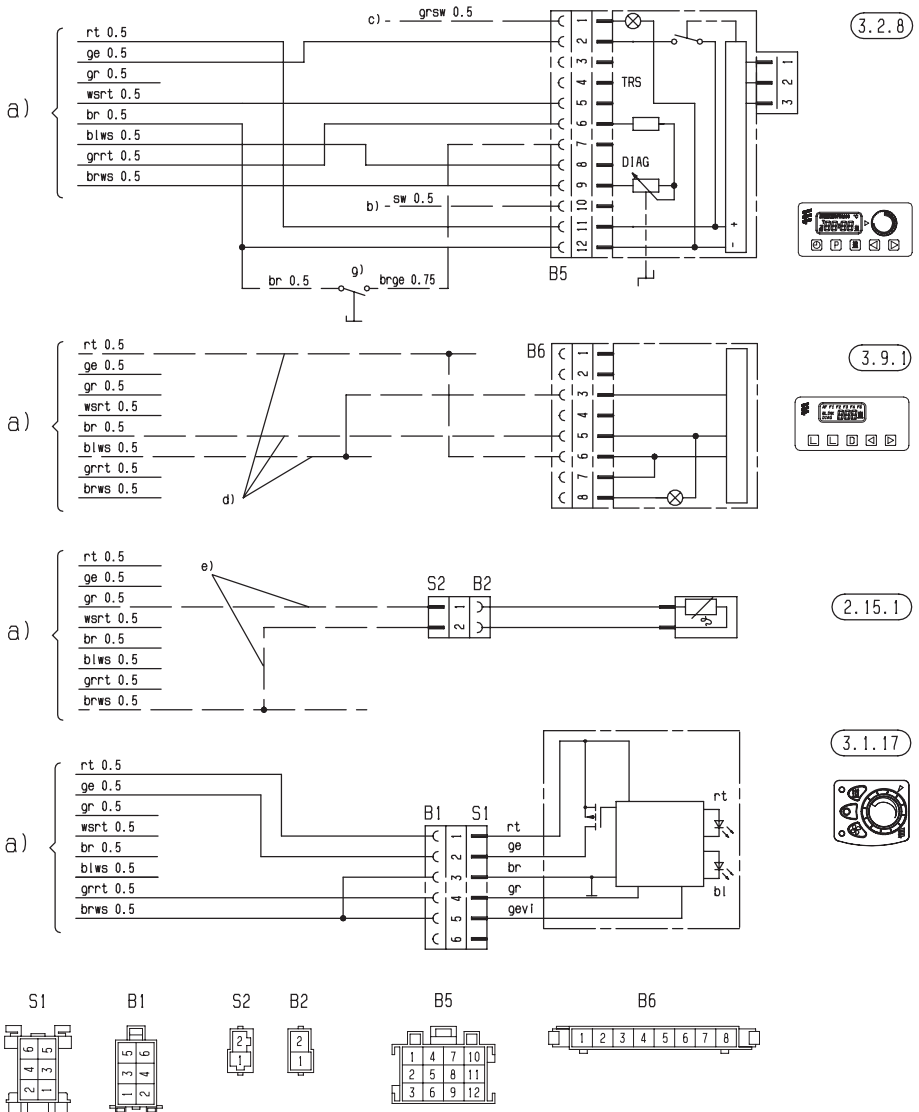 c) grsw 0.5
3.2.8
a)
rt 0.5
ge 0.5
gr 0.5
wsrt 0.5
br 0.5
blws 0.5
grrt 0.5
brws 0.5
b) sw 0.5
1
2
3
4
5
6
7
8
9
10
11
12
TRS
DIAG
+
-
1
2
3
P
B5
br 0.5
g)
brge 0.75
a)
rt 0.5
ge 0.5
gr 0.5
wsrt 0.5
br 0.5
blws 0.5
grrt 0.5
brws 0.5
d)
B6
1
2
3
4
5
6
7
8
3.9.1
L L D
a)
rt 0.5
ge 0.5
gr 0.5
wsrt 0.5
br 0.5
blws 0.5
grrt 0.5
brws 0.5
e)
S2 B2
1
2
2.15.1
a)
rt 0.5
ge 0.5
gr 0.5
wsrt 0.5
br 0.5
blws 0.5
grrt 0.5
brws 0.5
B1 S1
1
2
3
4
5
6
rt
ge
br
gr
gevi
rt
bl
3.1.17
S1 B1 S2 B2 B5 B6
6 5
4 3
2 1
5 6
3 4
1 2
2
1
2
1
1 4 7 10
2 5 8 11
3 6 9 12
1 2 3 4 5 6 7 8